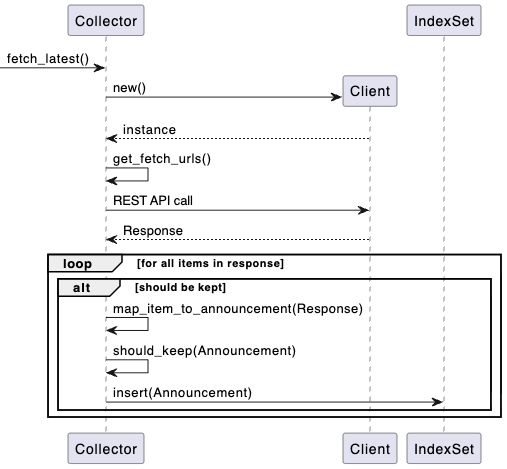 Collector
IndexSet
fetch_latest()
new()
Client
instance
get_fetch_urls()
REST API call
Response
loop
[for all items in response]
alt
[should be kept]
map_item_to_announcement(Response)
should_keep(Announcement)
insert(Announcement)
Collector
Client
IndexSet